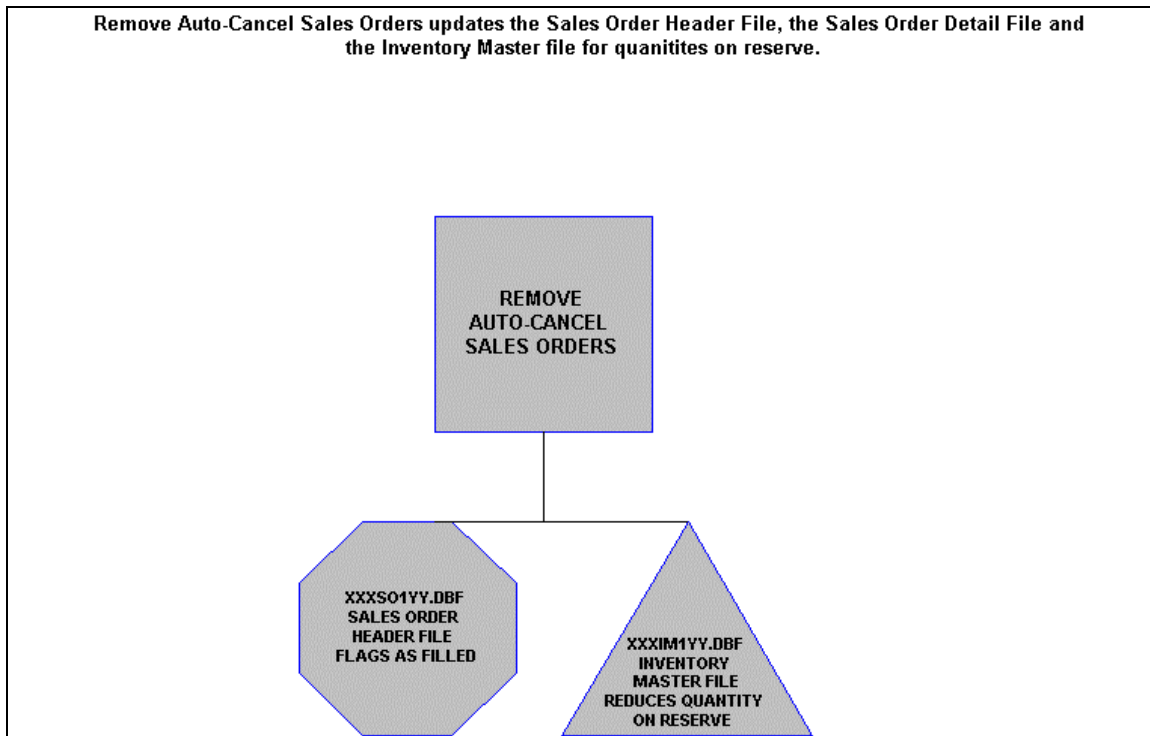 Remove Auto-Cancel Sales Orders updates the Sales Order Header File, the Sales Order Detail File and
the Inventory Master file for quanitites on reserve.
REMOVE
AUTO-CANCEL
SALES ORDERS
XXXSO1YY.DBF
SALES ORDER
HEADER FILE
FLAGS AS FILLED
XXXIM1YY.DBF
INVENTORY
MASTER FILE
REDUCES QUANTITY
ON RESERVE